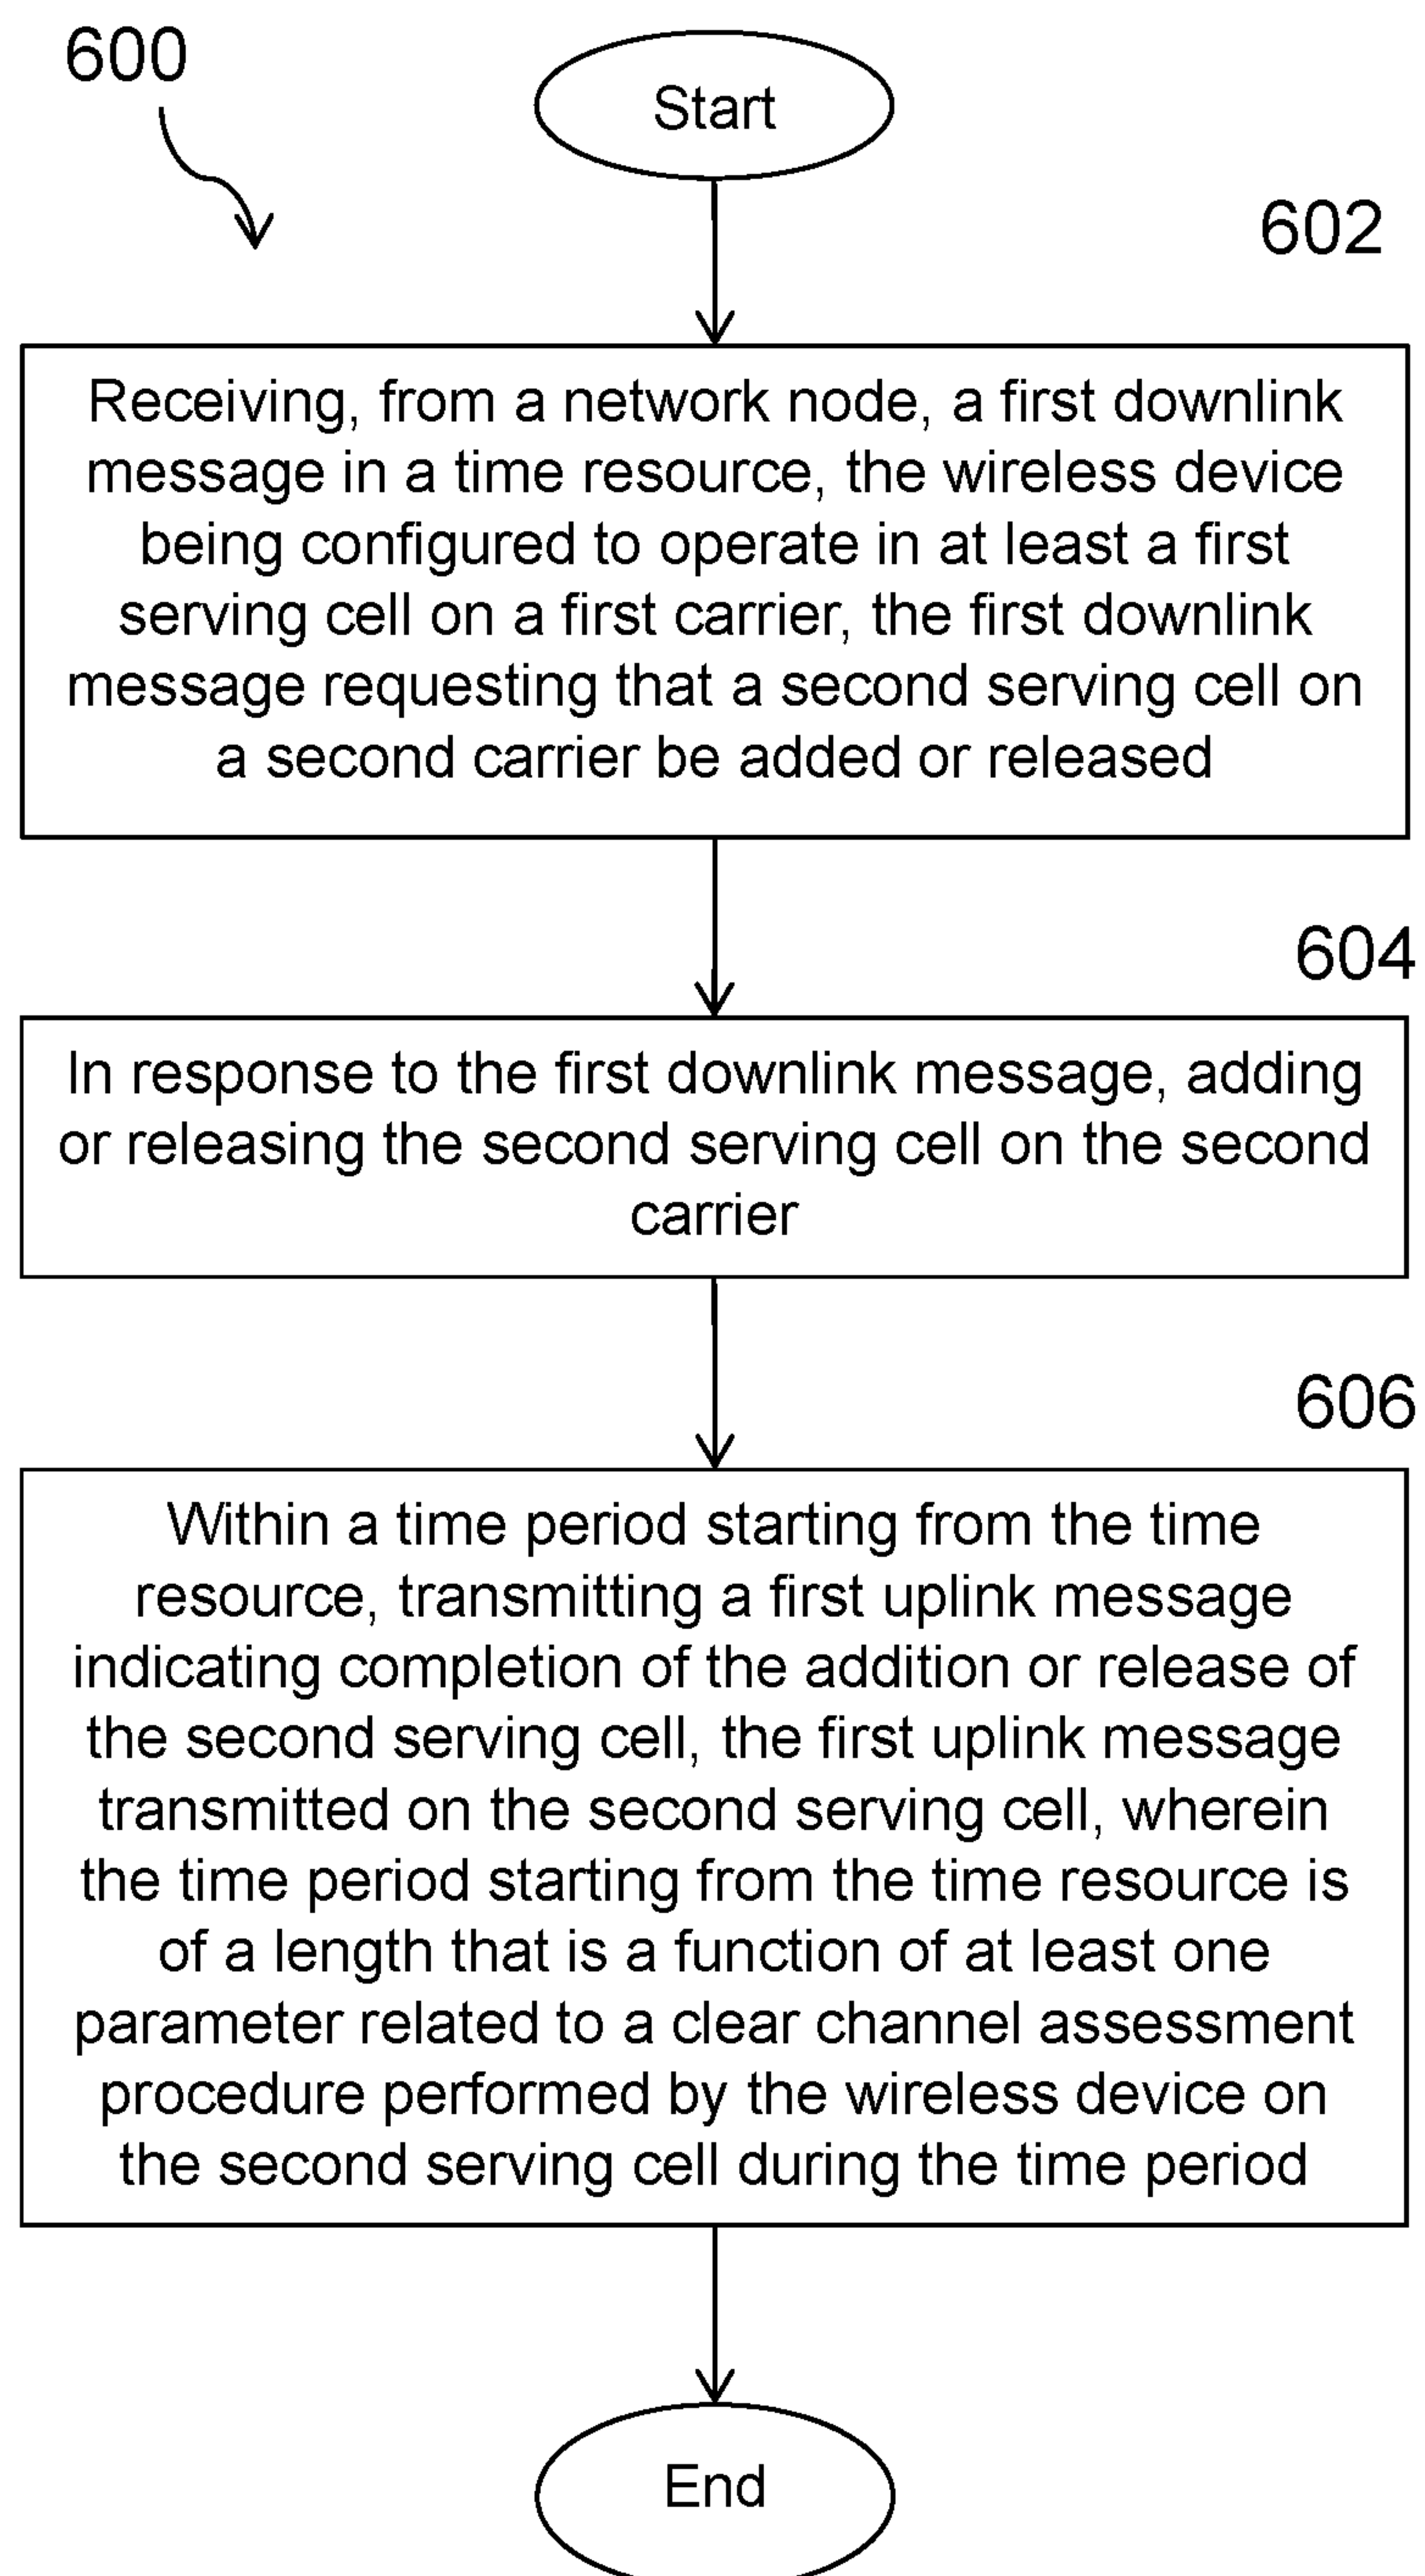 600
Start
602
Receiving, from a network node, a first downlink
message in a time resource, the wireless device
being configured to operate in at least a first
serving cell on a first carrier, the first downlink
message requesting that a second serving cell on
a second carrier be added or released
604
In response to the first downlink message, adding
or releasing the second serving cell on the second
carrier
606
Within a time period starting from the time
resource, transmitting a first uplink message
indicating completion of the addition or release of
the second serving cell, the first uplink message
transmitted on the second serving cell, wherein
the time period starting from the time resource is
of a length that is a function of at least one
parameter related to a clear channel assessment
procedure performed by the wireless device on
the second serving cell during the time period
End